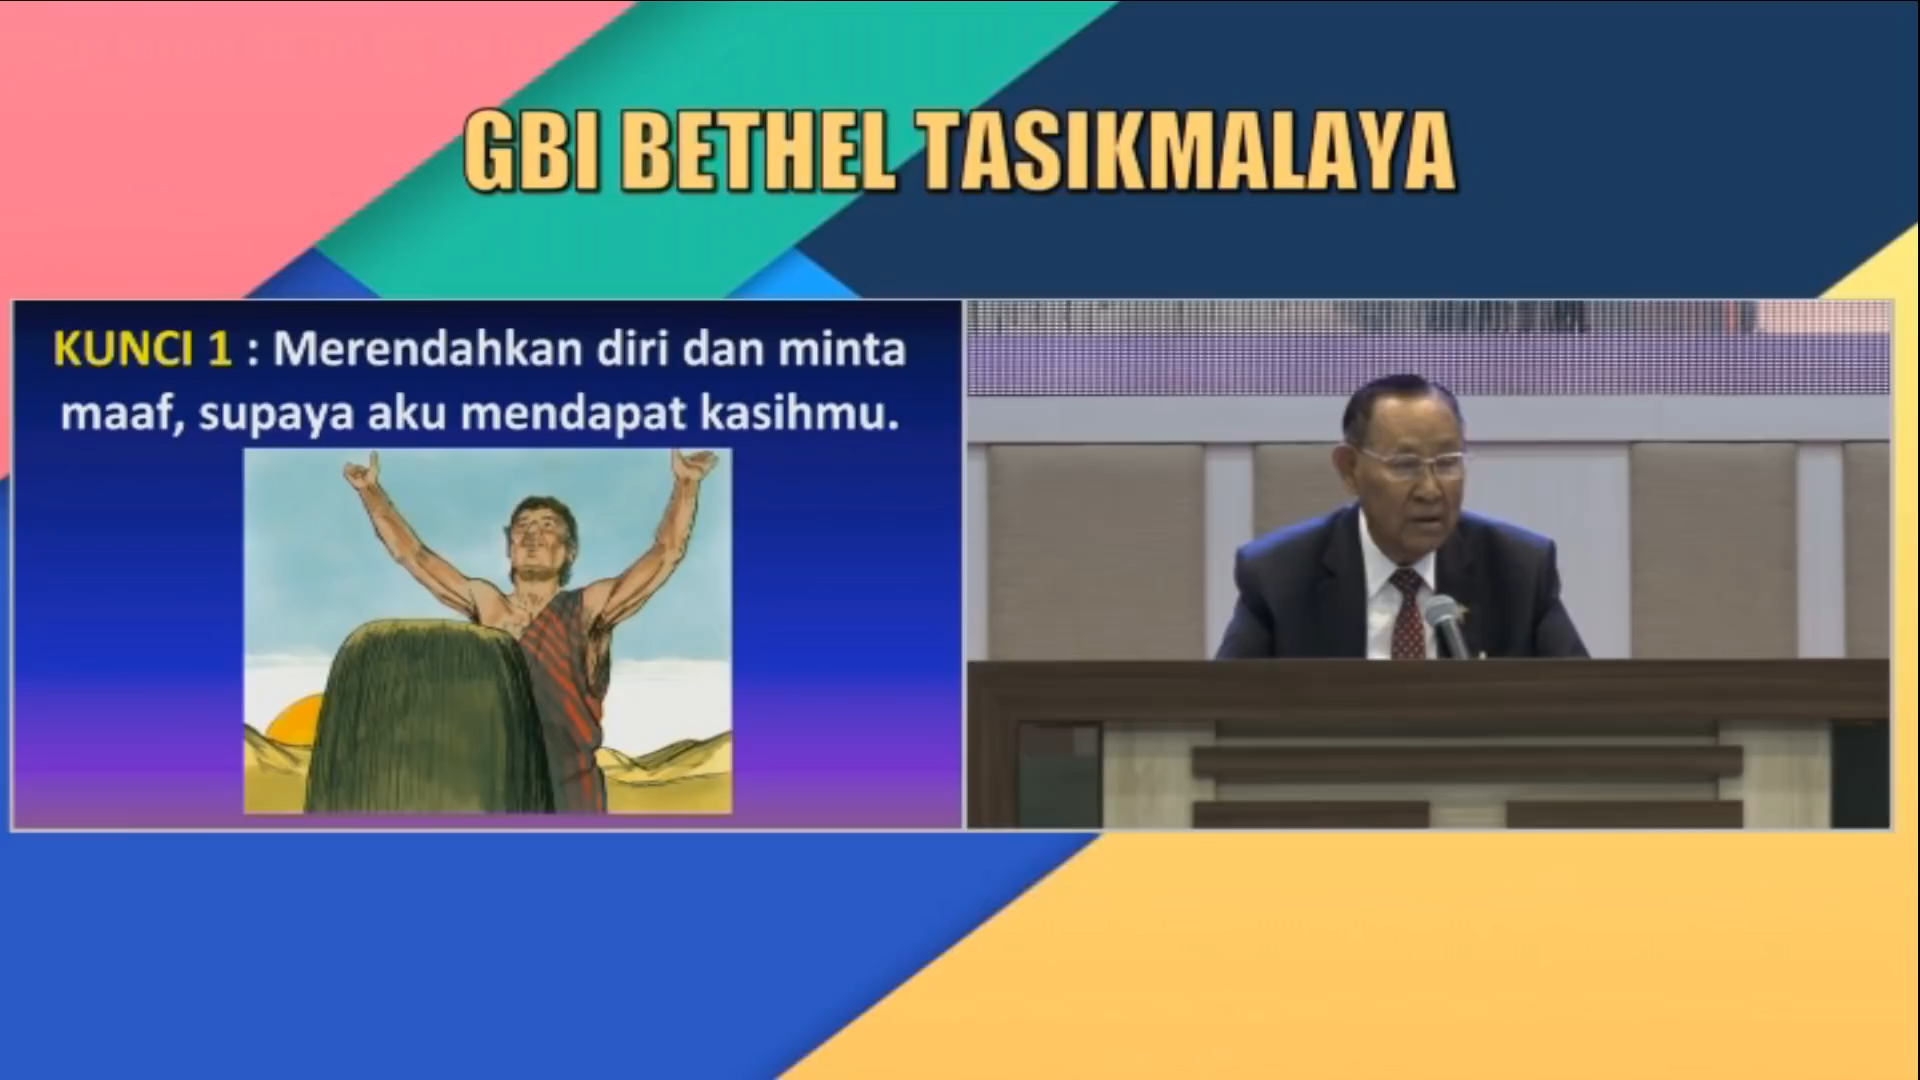 GBI BETHEL TASIKMALAYA
KUNCI 1 : Merendahkan diri dan minta
maaf, supaya aku mendapat kasihmu.